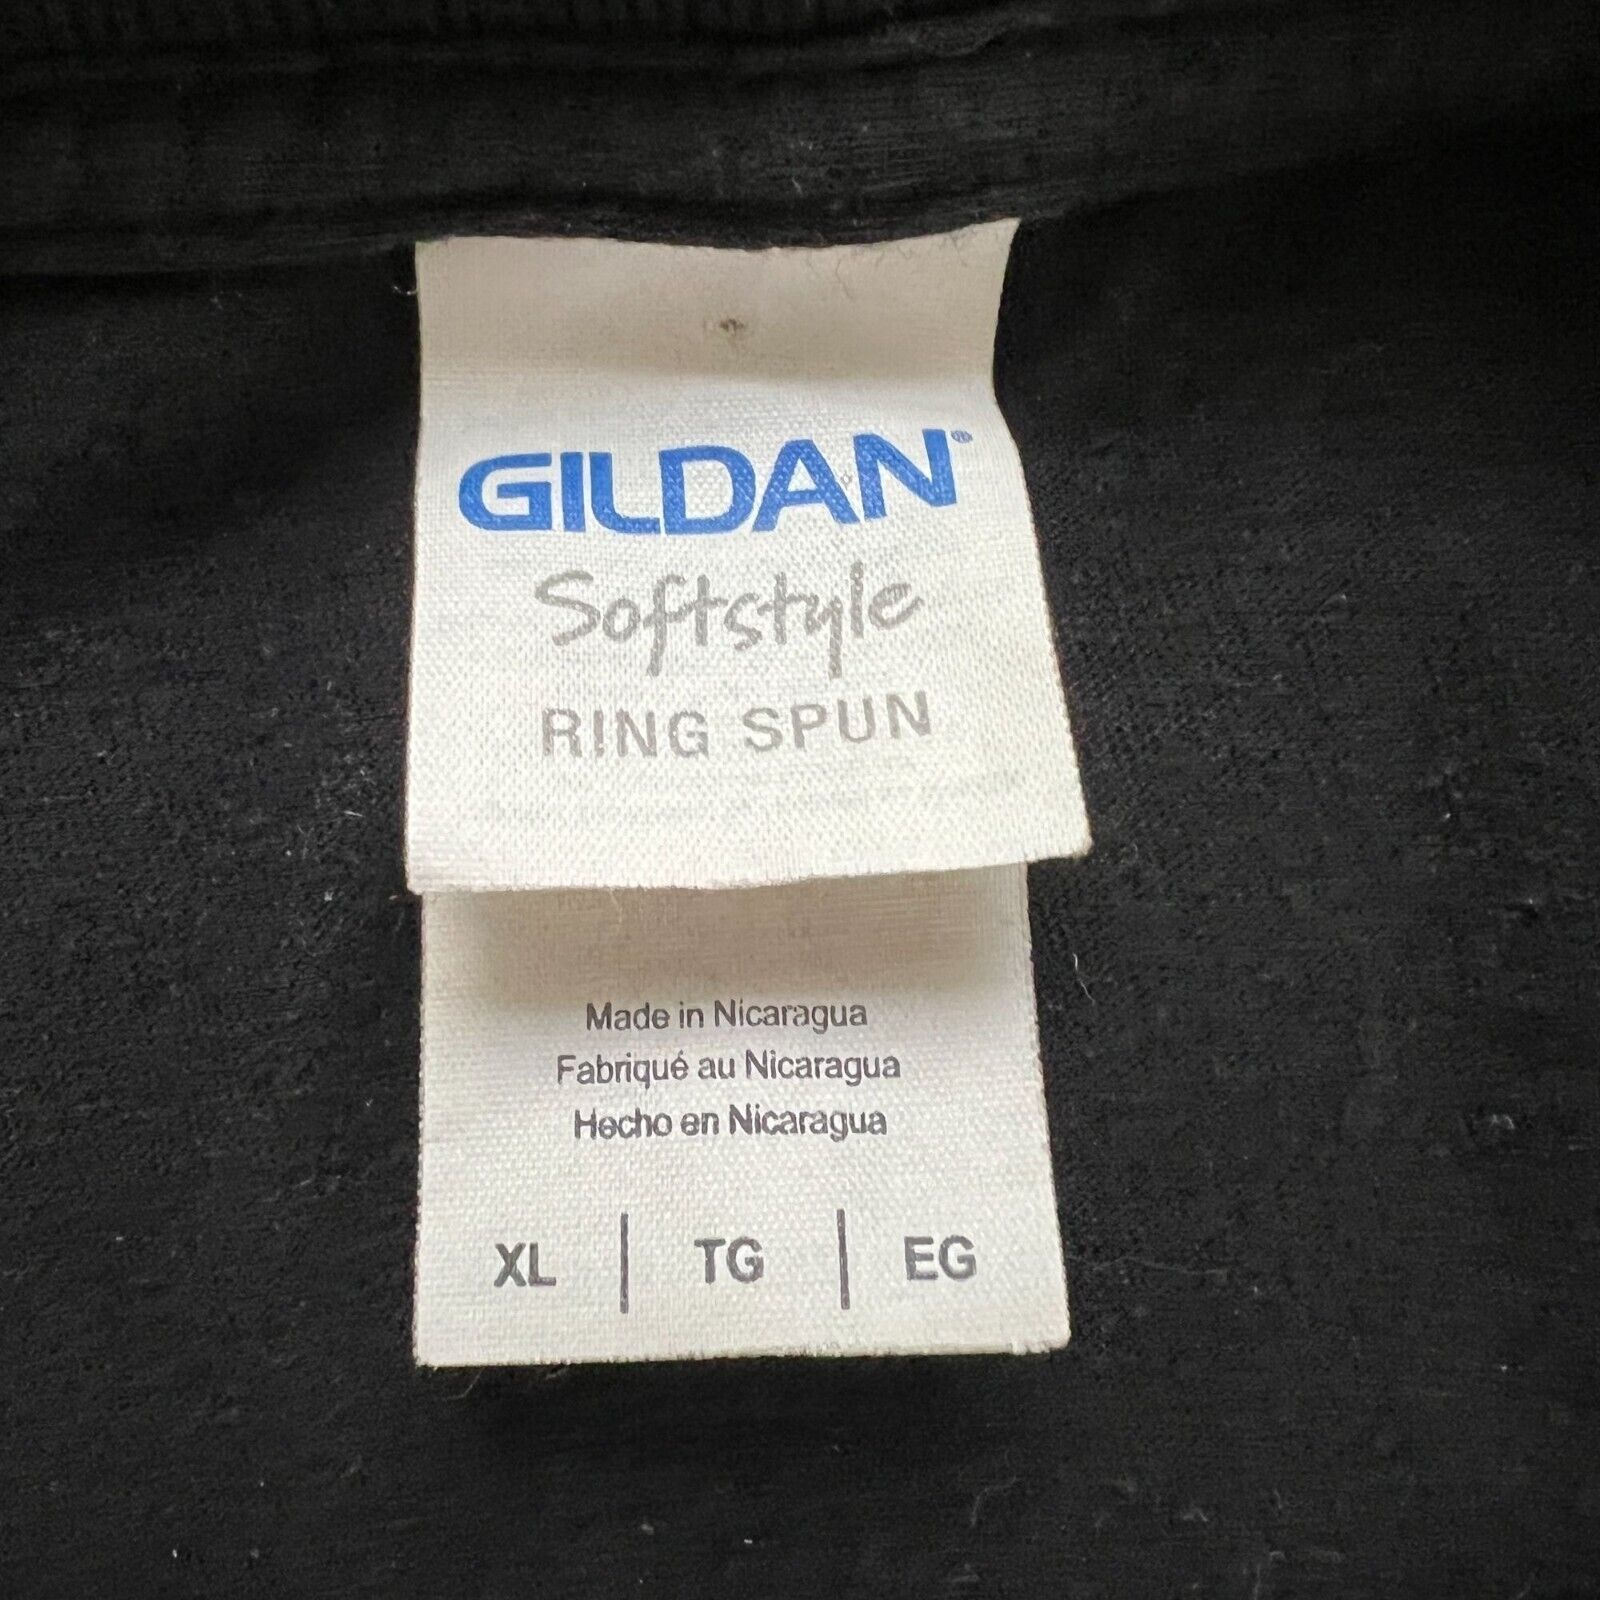 GILDAN®
Softstyle
RING SPUN
Made in Nicaragua
Fabriqué au Nicaragua
Hecho en Nicaragua
XL | TG | EG